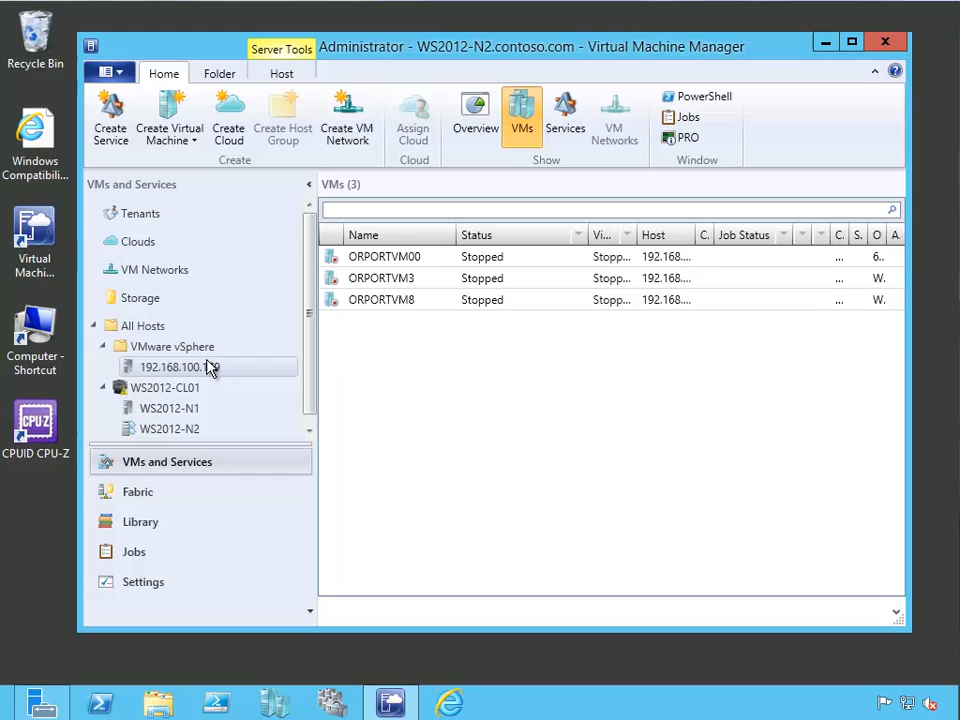 Recycle Bin
Windows
Compatibili...
Virtual
Machi...
Computer -
Shortcut
CPUID CPU-Z
Server Tools
Administrator - WS2012-N2.contoso.com - Virtual Machine Manager
Home
Folder
Host
Create
Service
Create Virtual
Machine
Create
Cloud
Create Host
Group
Create VM
Network
Create
Assign
Cloud
Cloud
Overview
VMs
Services
VM
Networks
Show
PowerShell
Jobs
PRO
Window
VMs and Services
Tenants
Clouds
VM Networks
Storage
All Hosts
VMware vSphere
WS2012-CL01
WS2012-N1
WS2012-N2
VMs and Services
Fabric
Library
Jobs
Settings
VMs (3)
Name Status Vi... Host C. Job Status C. S. O A.
ORPORTVM00 Stopped Stopp... 192.168.... ... 6..
ORPORTVM3 Stopped Stopp... 192.168.... ... W.
ORPORTVM8 Stopped Stopp... 192.168.... ... W.